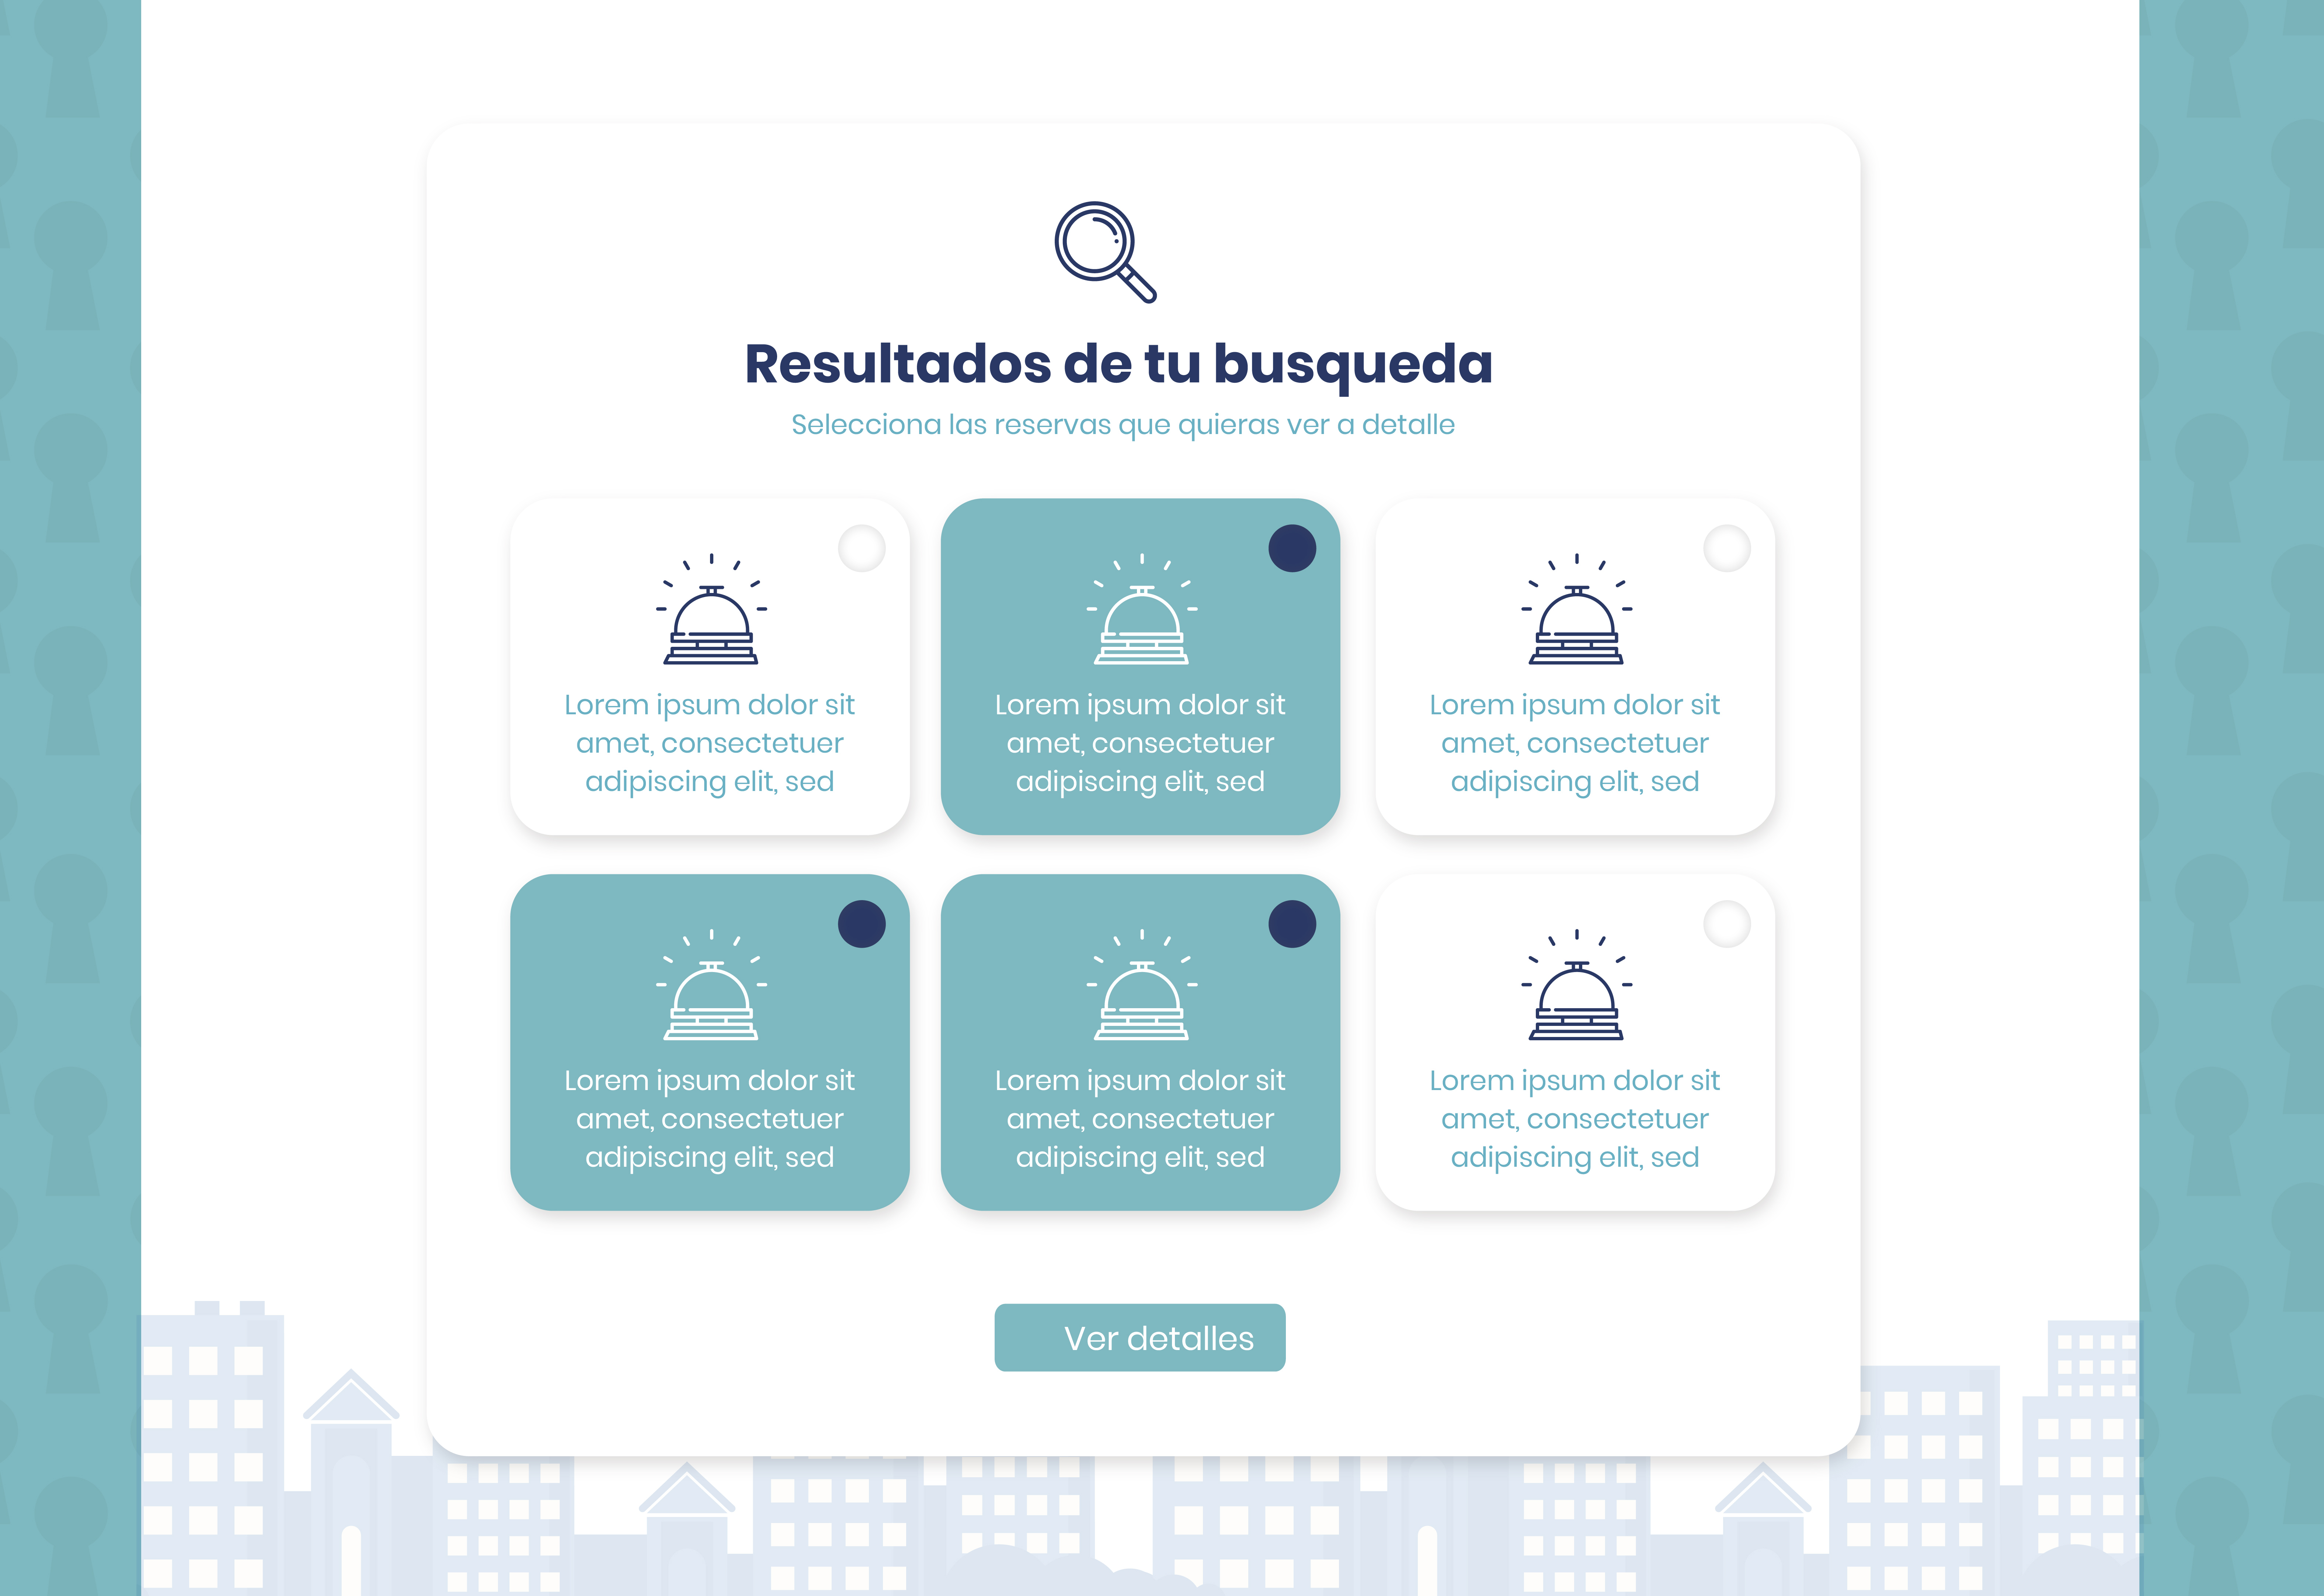 Resultados de tu busqueda
Selecciona las reservas que quieras ver a detalle
Lorem ipsum dolor sit
amet, consectetuer
adipiscing elit, sed
Lorem ipsum dolor sit
amet, consectetuer
adipiscing elit, sed
Lorem ipsum dolor sit
amet, consectetuer
adipiscing elit, sed
Lorem ipsum dolor sit
amet, consectetuer
adipiscing elit, sed
Lorem ipsum dolor sit
amet, consectetuer
adipiscing elit, sed
Lorem ipsum dolor sit
amet, consectetuer
adipiscing elit, sed
Ver detalles